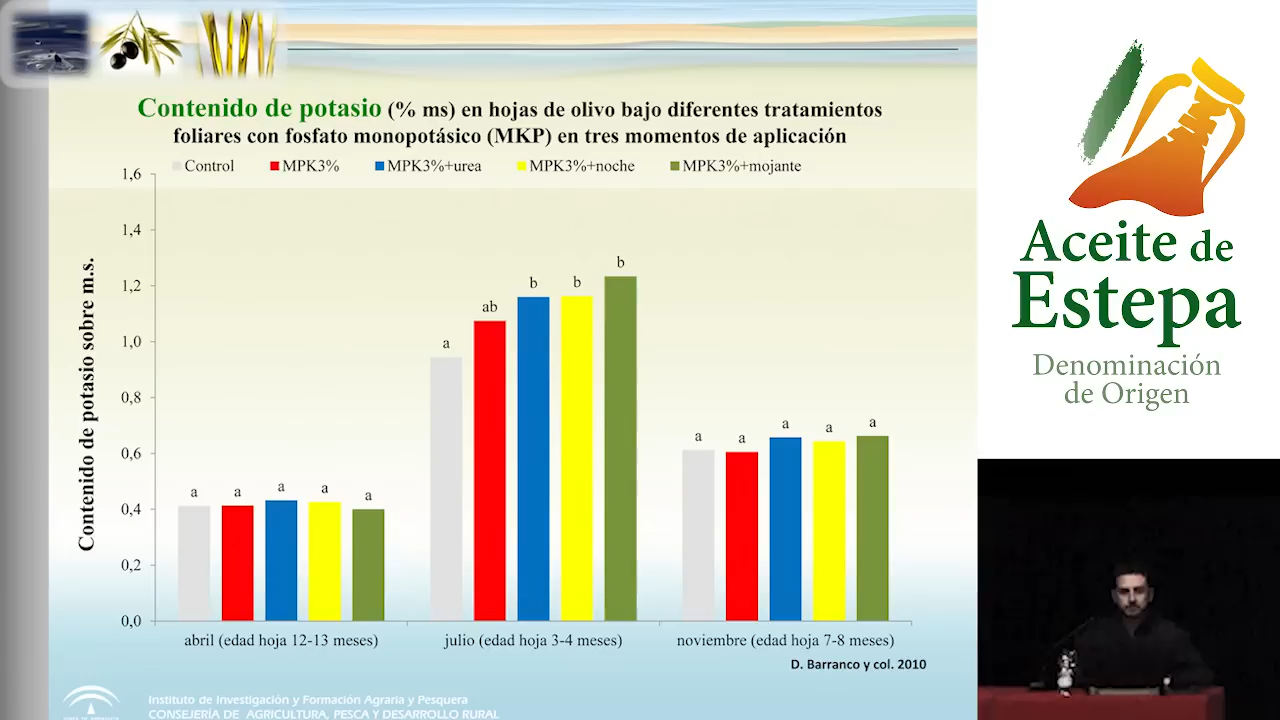 Contenido de potasio (% ms) en hojas de olivo bajo diferentes tratamientos
foliares con fosfato monopotásico (MKP) en tres momentos de aplicación
Control MPK3% MPK3%+urea MPK3%+noche MPK3%+mojante
Contenido de potasio sobre m.s.
1,6
1,4
1,2
1,0
0,8
0,6
0,4
0,2
0,0
a a a a a
a ab b b b
a a a a a
abril (edad hoja 12-13 meses) julio (edad hoja 3-4 meses) noviembre (edad hoja 7-8 meses)
D. Barranco y col. 2010
Instituto de Investigación y Formación Agraria y Pesquera
CONSEJERÍA DE AGRICULTURA, PESCA Y DESARROLLO RURAL
Aceite de
Estepa
Denominación
de Origen